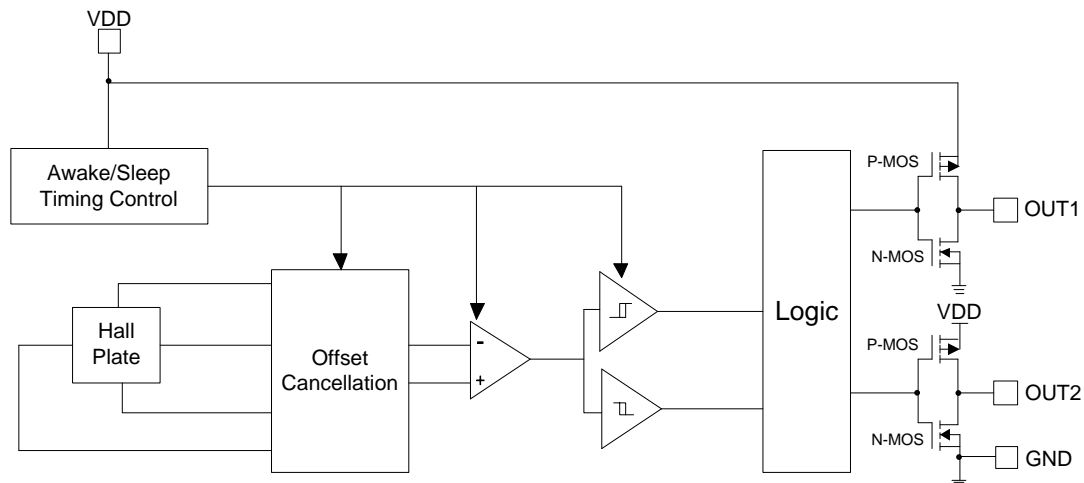 VDD
Awake/Sleep
Timing Control
P-MOS
OUT1
N-MOS
Hall
Plate
Offset
Cancellation
-
+
Logic
VDD
P-MOS
OUT2
N-MOS
GND